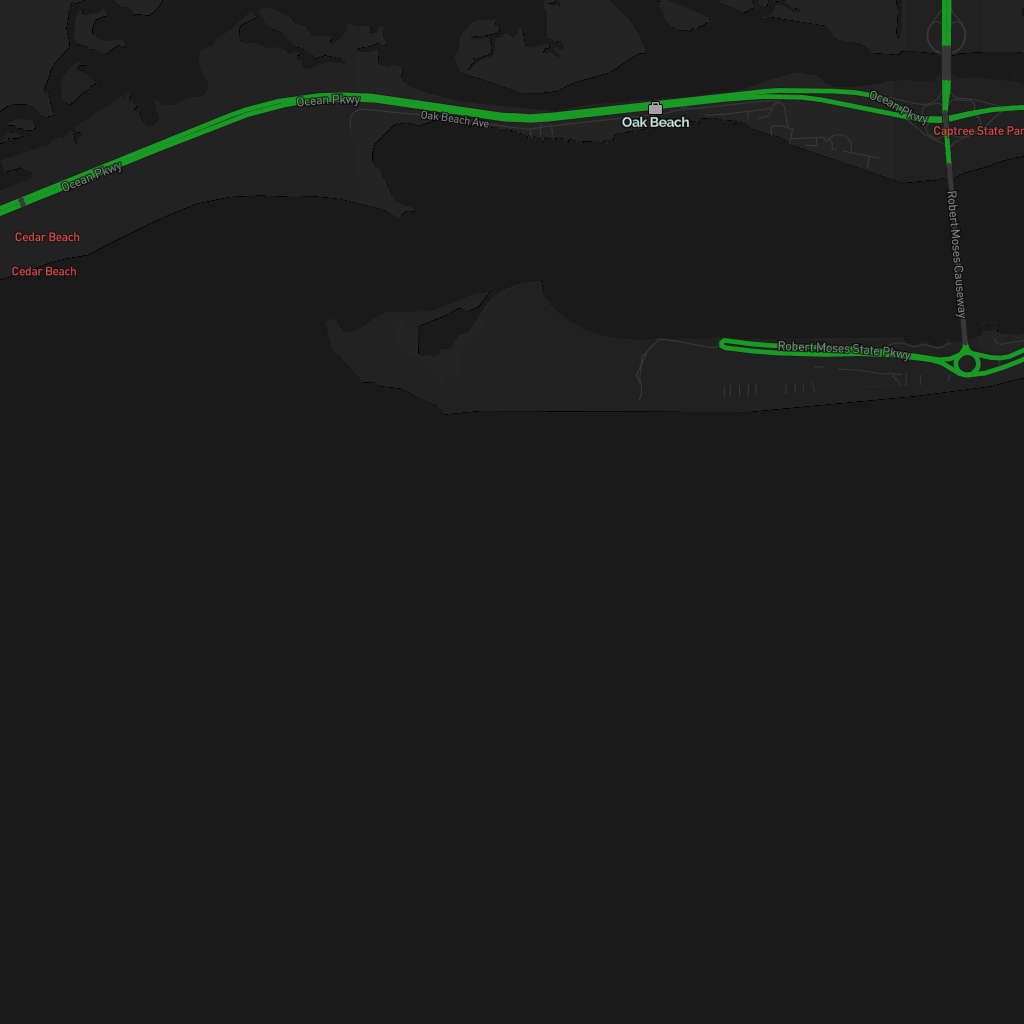 Ocean Pkwy
Ocean Pkwy
Oak Beach Ave
Oak Beach
Captree State Par
Ocean Pkwy
Robert Moses Causeway
Cedar Beach
Cedar Beach
Robert Moses State Pkwy